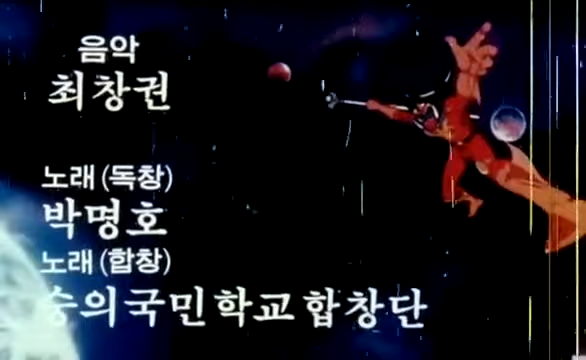 음악
최창권
노래 (독창)
박명호
노래 (합창)
숭의국민학교합창단